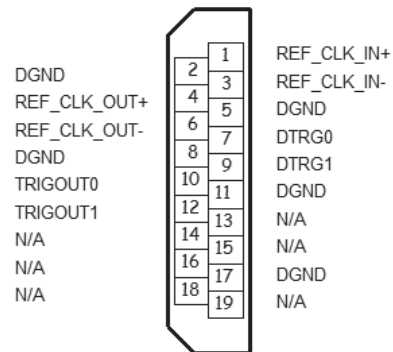 1 REF_CLK_IN+
DGND 2
3 REF_CLK_IN-
REF_CLK_OUT+ 4
5 DGND
REF_CLK_OUT- 6
7 DTRG0
DGND 8
9 DTRG1
TRIGOUT0 10
11 DGND
TRIGOUT1 12
13 N/A
N/A 14
15 N/A
N/A 16
17 DGND
N/A 18
19 N/A